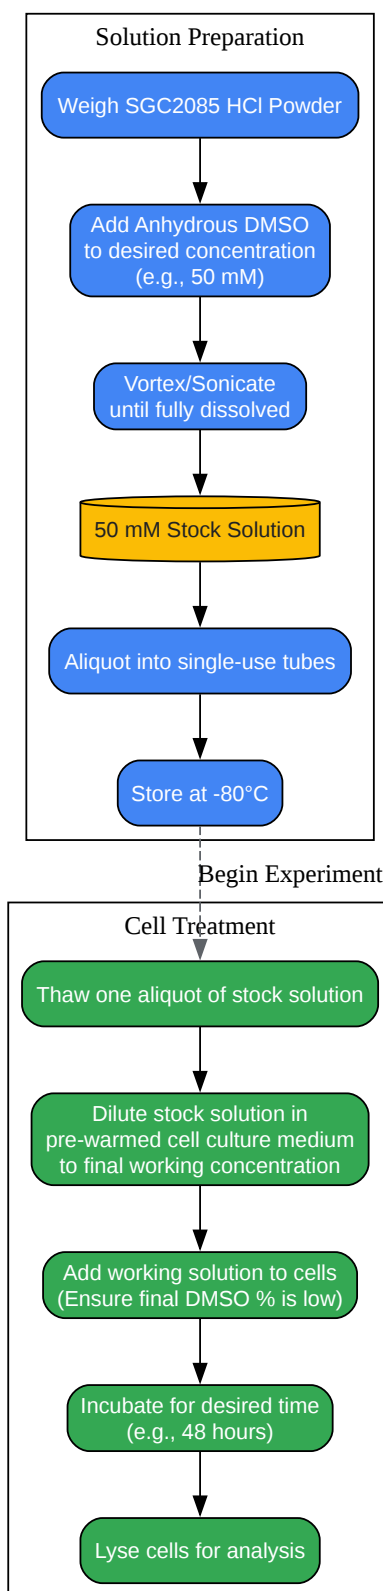 Solution Preparation
Weigh SGC2085 HCl Powder
Add Anhydrous DMSO
to desired concentration
(e.g., 50 mM)
Vortex/Sonicate
until fully dissolved
50 mM Stock Solution
Aliquot into single-use tubes
Store at -80°C
Begin Experiment
Cell Treatment
Thaw one aliquot of stock solution
Dilute stock solution in
pre-warmed cell culture medium
to final working concentration
Add working solution to cells
(Ensure final DMSO % is low)
Incubate for desired time
(e.g., 48 hours)
Lyse cells for analysis